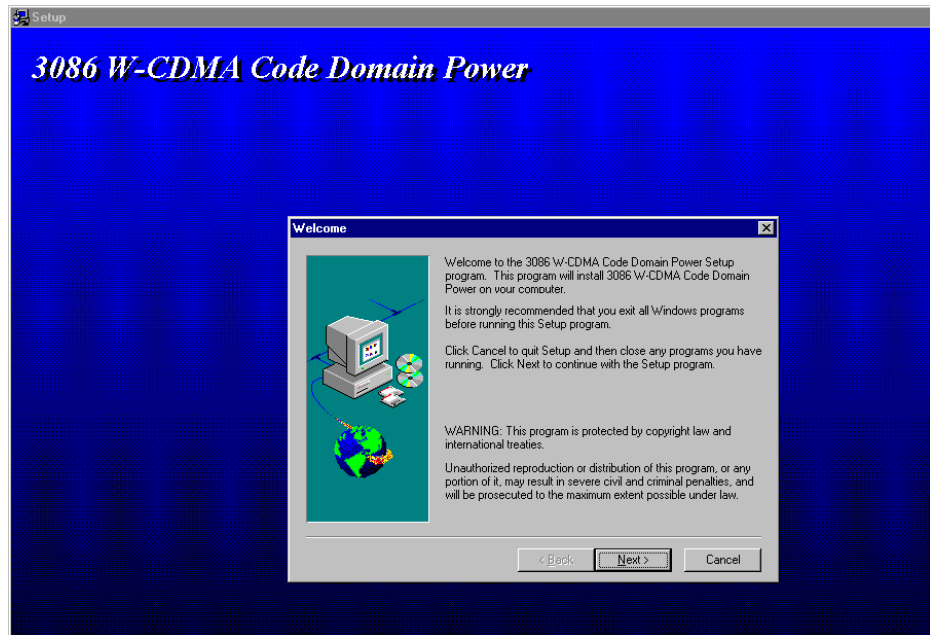 Setup
3086 W-CDMA Code Domain Power
Welcome
Welcome to the 3086 W-CDMA Code Domain Power Setup
program.  This program will install 3086 W-CDMA Code Domain
Power on your computer.
It is strongly recommended that you exit all Windows programs
before running this Setup program.
Click Cancel to quit Setup and then close any programs you have
running.  Click Next to continue with the Setup program.
WARNING: This program is protected by copyright law and
international treaties.
Unauthorized reproduction or distribution of this program, or any
portion of it, may result in severe civil and criminal penalties, and
will be prosecuted to the maximum extent possible under law.
< Back Next > Cancel